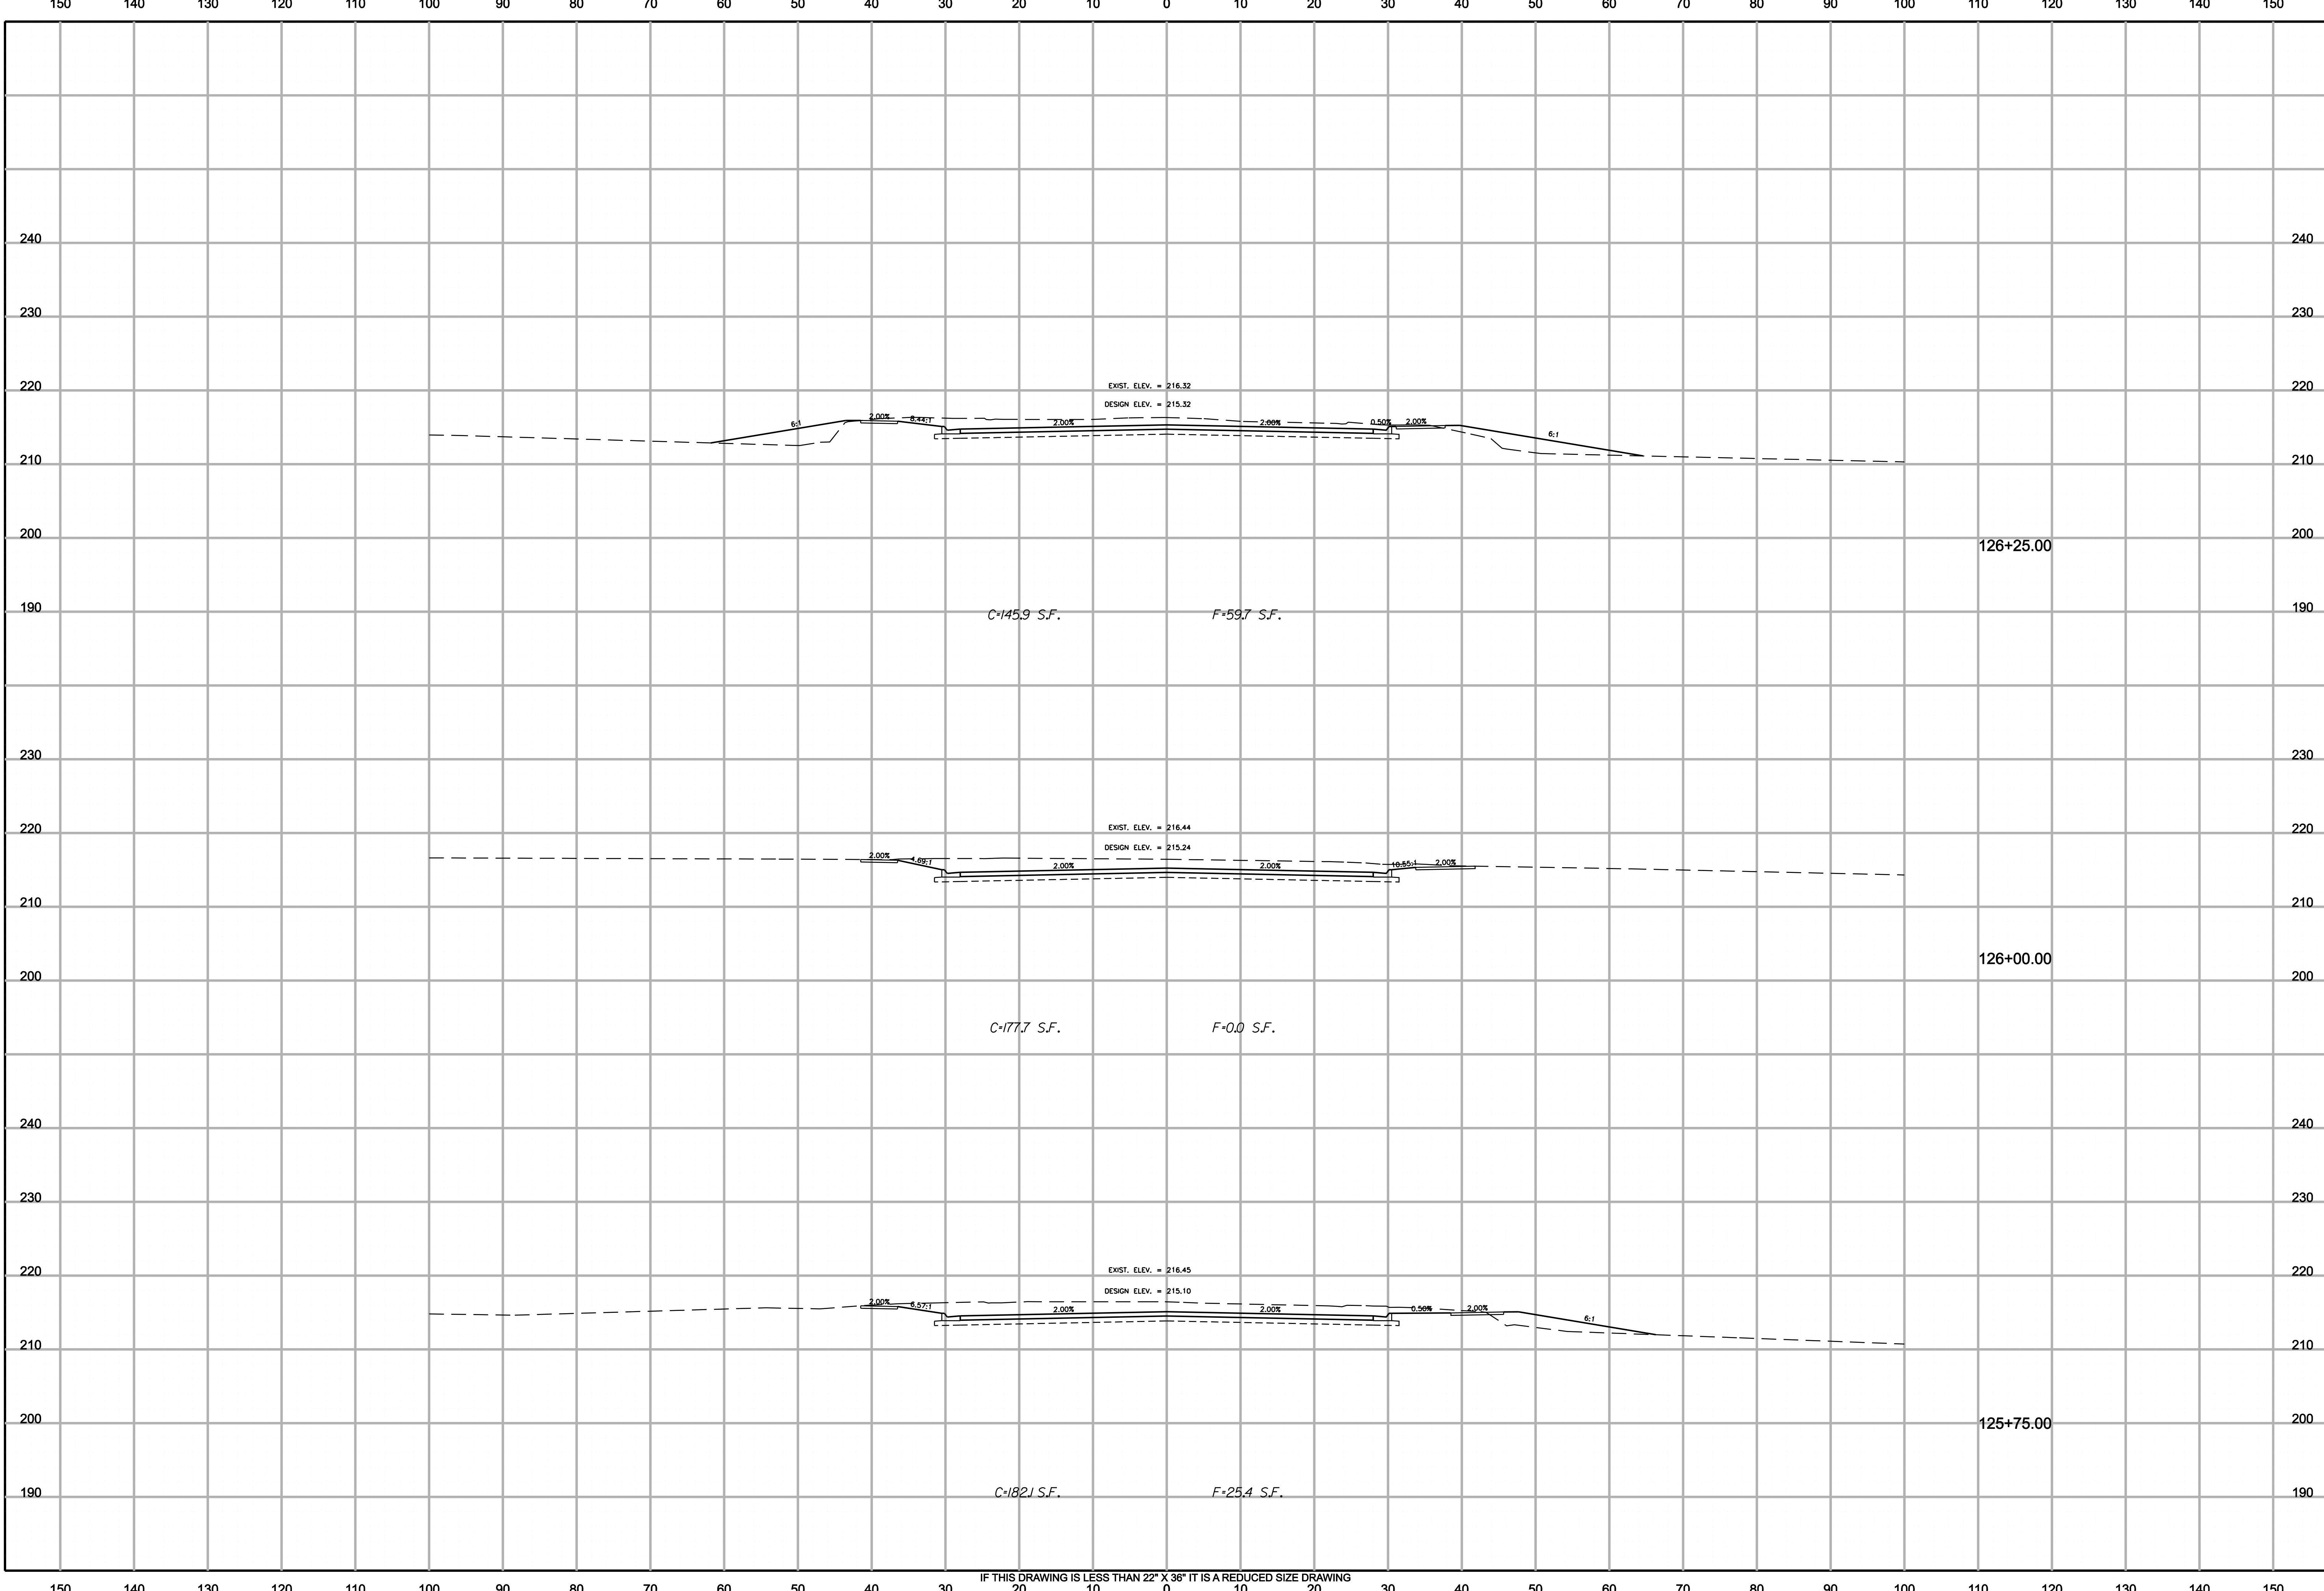 150 140 130 120 110 100 90 80 70 60 50 40 30 20 10 0 10 20 30 40 50 60 70 80 90 100 110 120 130 140 150
240 240
230 230
220 EXIST. ELEV. = 216.32 220
DESIGN ELEV. = 215.32
6:1 2.00% 8.44:1 2.00% 2.00% 0.50% 2.00% 6:1
210 210
200 200
126+25.00
190 190
C=145.9 S.F. F=59.7 S.F.
230 230
220 EXIST. ELEV. = 216.44 220
DESIGN ELEV. = 215.24
2.00% 4.69:1 2.00% 2.00% 10.55:1 2.00%
210 210
126+00.00
200 200
C=177.7 S.F. F=0.0 S.F.
240 240
230 230
220 EXIST. ELEV. = 216.45 220
DESIGN ELEV. = 215.10
2.00% 6.57:1 2.00% 2.00% 0.50% 2.00% 6:1
210 210
200 125+75.00 200
190 190
C=182.1 S.F. F=25.4 S.F.
IF THIS DRAWING IS LESS THAN 22" X 36" IT IS A REDUCED SIZE DRAWING
150 140 130 120 110 100 90 80 70 60 50 40 30 20 10 0 10 20 30 40 50 60 70 80 90 100 110 120 130 140 150